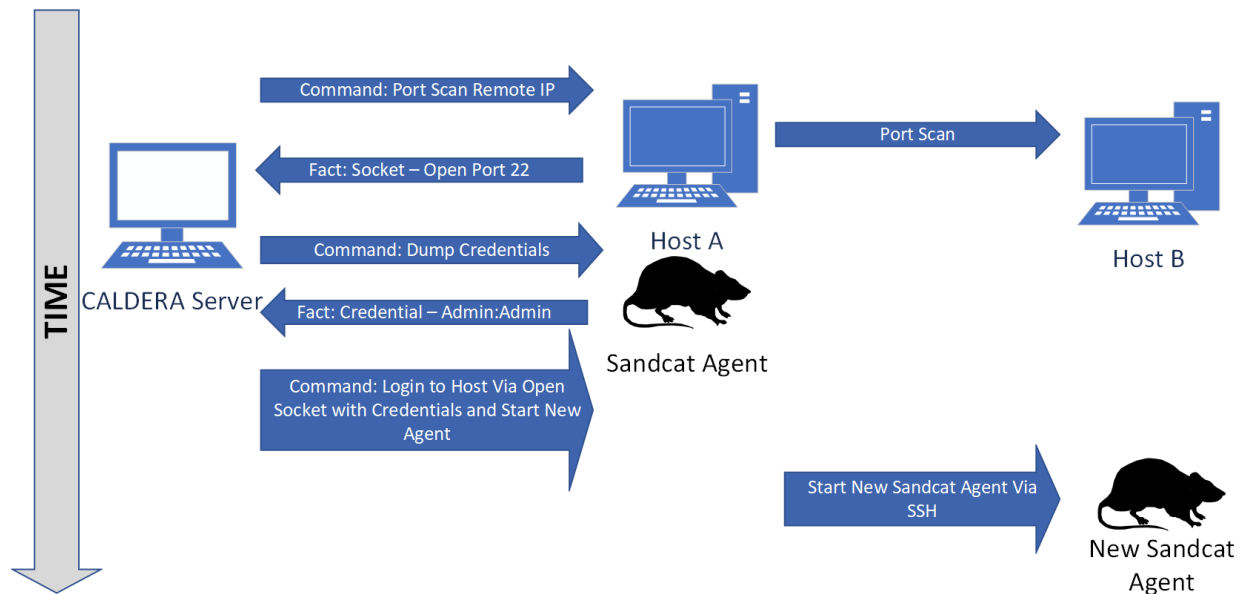 TIME
Command: Port Scan Remote IP
Port Scan
Fact: Socket – Open Port 22
Host A
Host B
Command: Dump Credentials
CALDERA Server
Fact: Credential – Admin:Admin
Sandcat Agent
Command: Login to Host Via Open
Socket with Credentials and Start New
Agent
Start New Sandcat Agent Via
SSH
New Sandcat
Agent